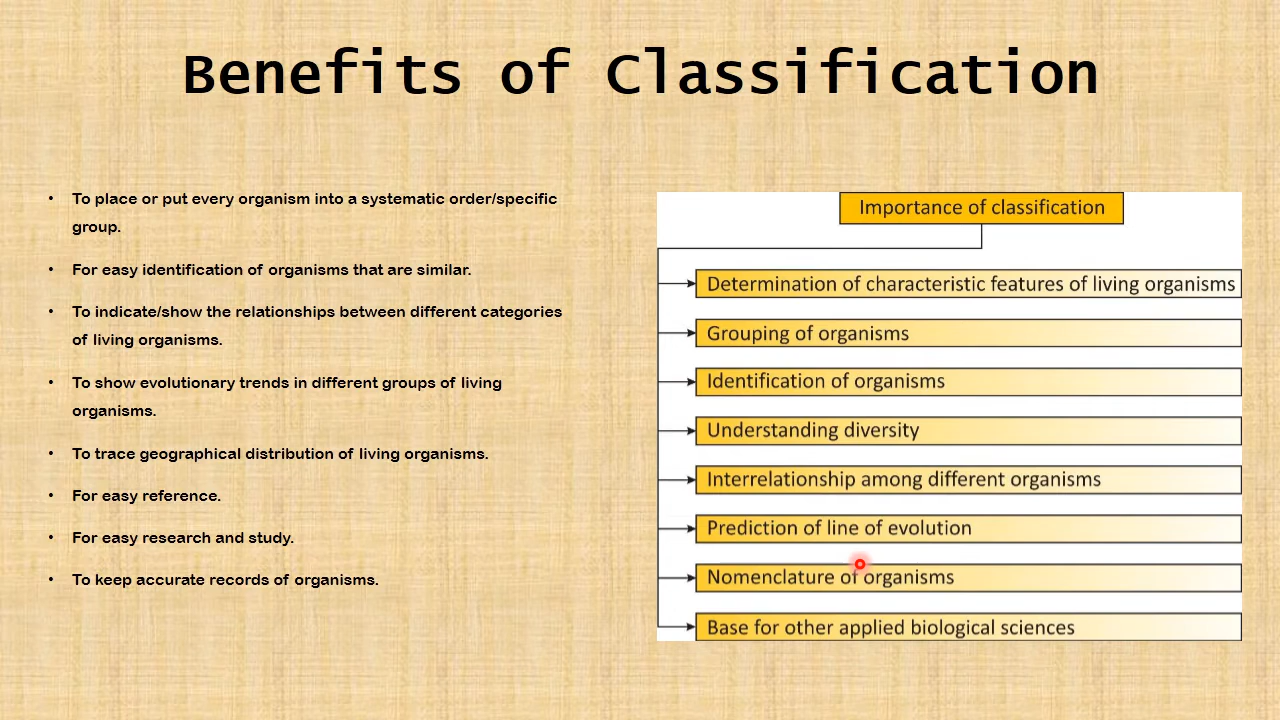 Benefits of Classification
• To place or put every organism into a systematic order/specific
group.
• For easy identification of organisms that are similar.
• To indicate/show the relationships between different categories
of living organisms.
• To show evolutionary trends in different groups of living
organisms.
• To trace geographical distribution of living organisms.
• For easy reference.
• For easy research and study.
• To keep accurate records of organisms.
Importance of classification
Determination of characteristic features of living organisms
Grouping of organisms
Identification of organisms
Understanding diversity
Interrelationship among different organisms
Prediction of line of evolution
Nomenclature of organisms
Base for other applied biological sciences